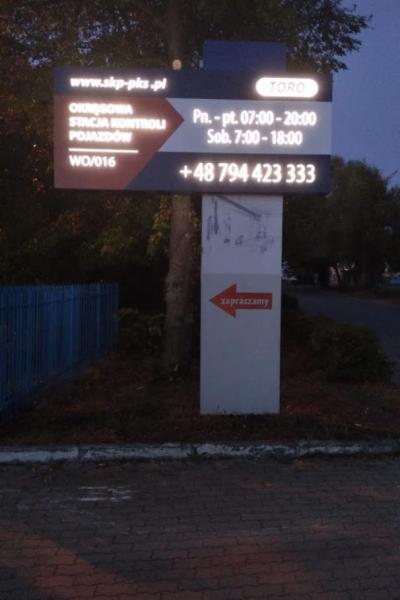 www.skp-pks.pl
TORO
OKRĘGOWA
STACJA KONTROLI
POJAZDÓW
WO/016
Pn. - pt. 07:00 - 20:00
Sob. 7:00 - 18:00
+48 794 423 333
zapraszamy